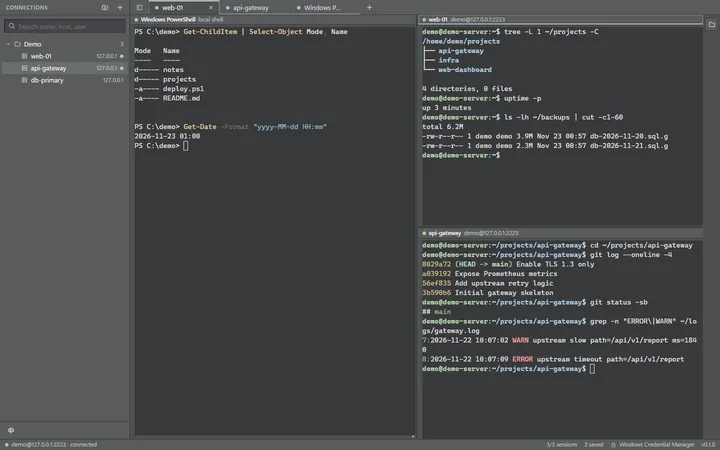 CONNECTIONS
Search name, host, user
Demo 3
web-01 127.0.0.1
api-gateway 127.0.0.1
db-primary 127.0.0.1
web-01 × api-gateway Windows P... +
Windows PowerShell local shell
PS C:\demo> Get-ChildItem | Select-Object Mode, Name
Mode Name
---- ----
d----- notes
d----- projects
-a---- deploy.ps1
-a---- README.md
PS C:\demo> Get-Date -Format "yyyy-MM-dd HH:mm"
2026-11-23 01:00
PS C:\demo>
web-01 demo@127.0.0.1:2223
demo@demo-server:~$ tree -L 1 ~/projects -C
/home/demo/projects
├── api-gateway
├── infra
└── web-dashboard
4 directories, 0 files
demo@demo-server:~$ uptime -p
up 3 minutes
demo@demo-server:~$ ls -lh ~/backups | cut -c1-60
total 6.2M
-rw-r--r-- 1 demo demo 3.9M Nov 23 00:57 db-2026-11-20.sql.g
-rw-r--r-- 1 demo demo 2.3M Nov 23 00:57 db-2026-11-21.sql.g
demo@demo-server:~$
api-gateway demo@127.0.0.1:2223
demo@demo-server:~/projects/api-gateway$ cd ~/projects/api-gateway
demo@demo-server:~/projects/api-gateway$ git log --oneline -4
8029a72 (HEAD -> main) Enable TLS 1.3 only
a039192 Expose Prometheus metrics
56ef835 Add upstream retry logic
3b590b6 Initial gateway skeleton
demo@demo-server:~/projects/api-gateway$ git status -sb
## main
demo@demo-server:~/projects/api-gateway$ grep -n "ERROR\|WARN" ~/lo
gs/gateway.log
7:2026-11-22 10:07:02 WARN upstream slow path=/api/v1/report ms=184
0
8:2026-11-22 10:07:09 ERROR upstream timeout path=/api/v1/report
demo@demo-server:~/projects/api-gateway$
demo@127.0.0.1:2223 · connected
3/3 sessions 3 saved Windows Credential Manager v0.1.0